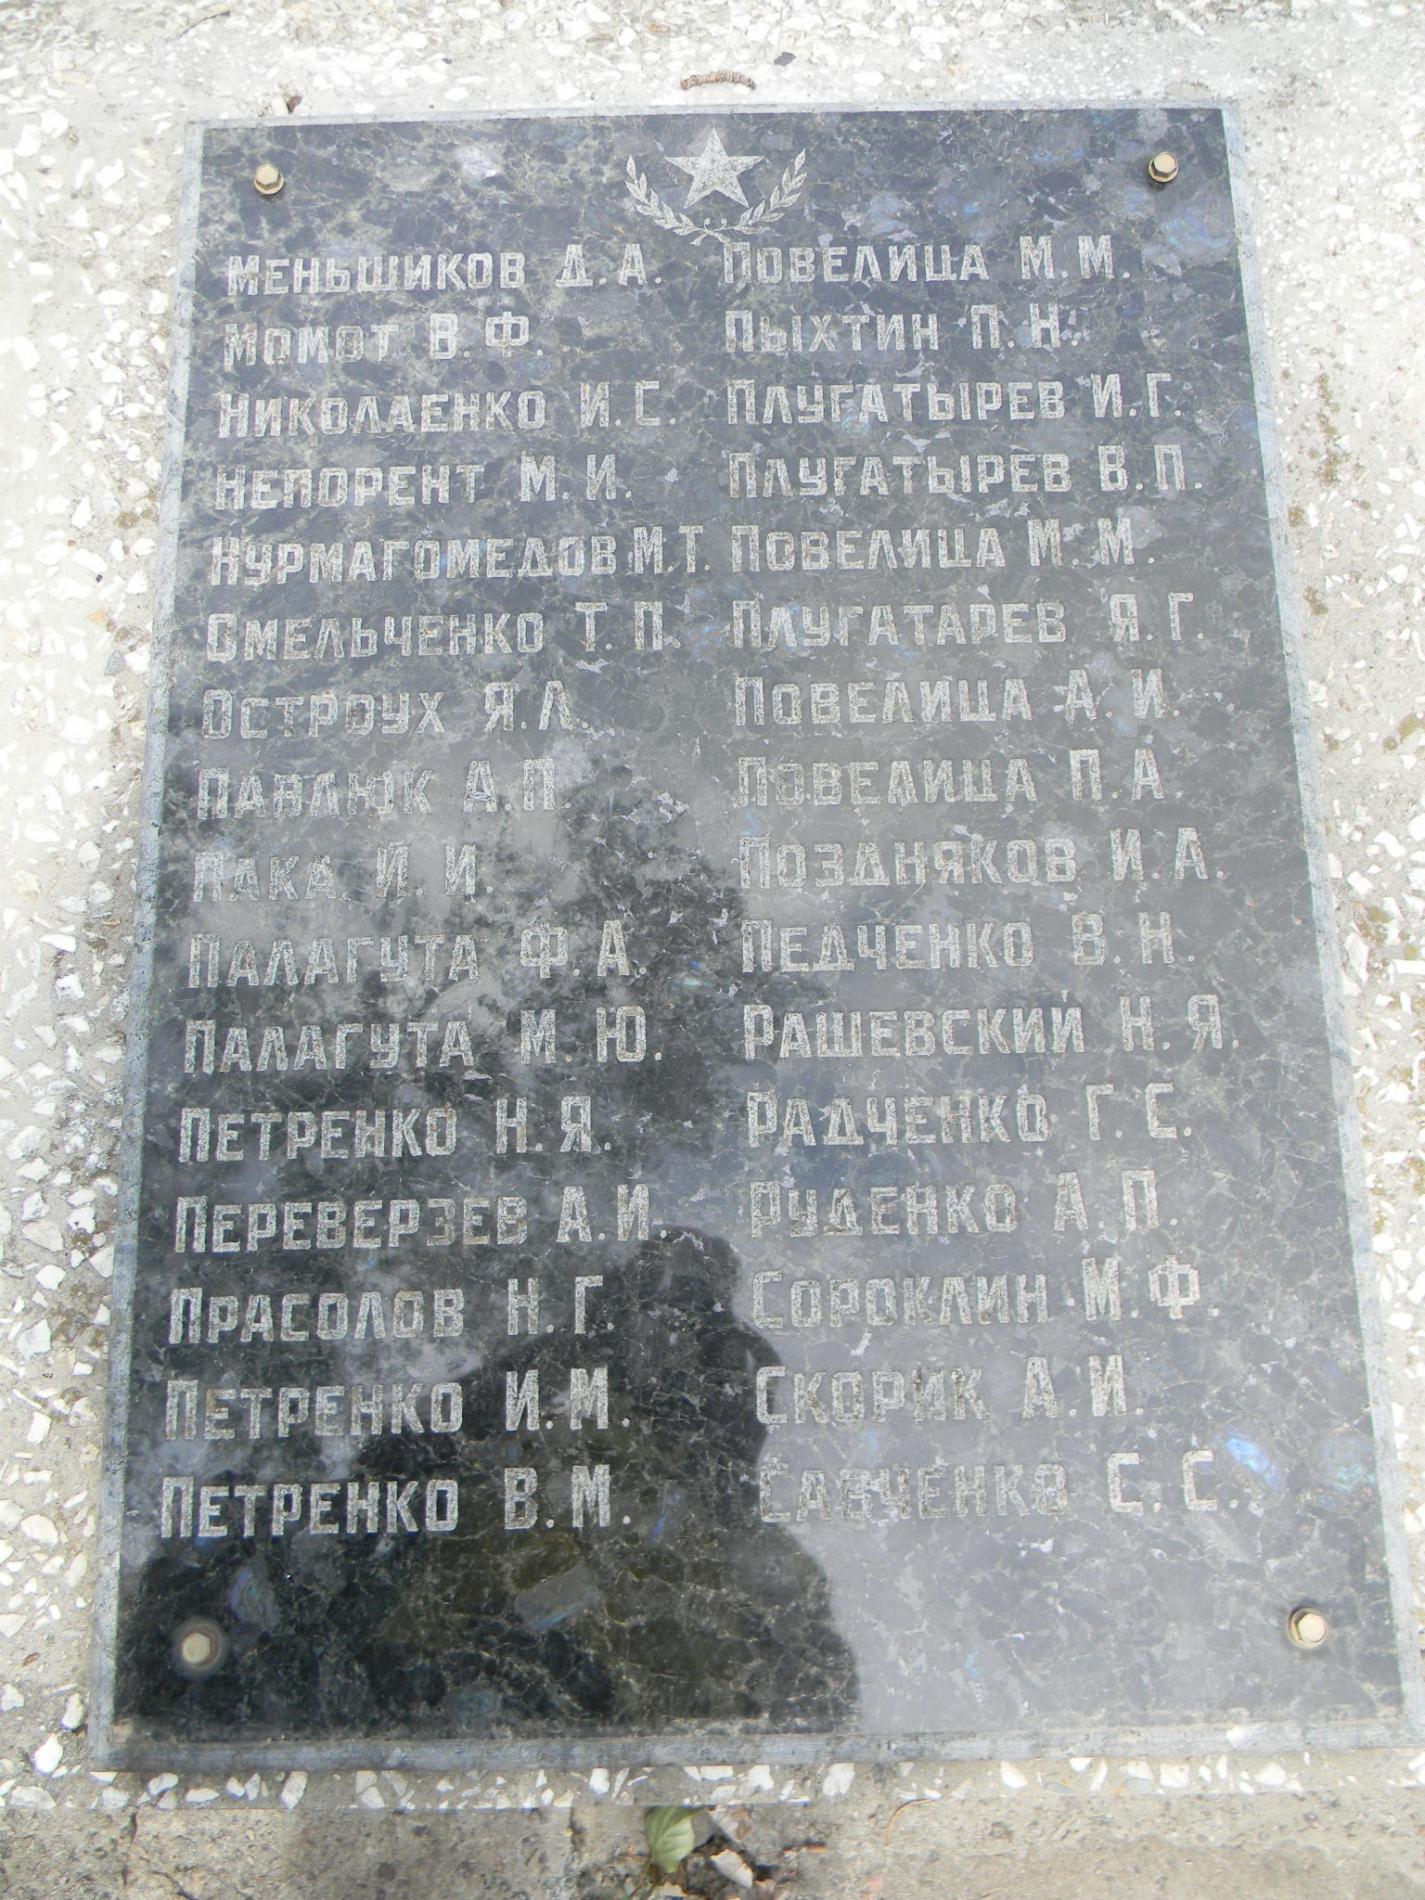 Меньшиков Д.А.
Момот В.Ф.
Николаенко И.С.
Непорент М.И.
Нурмагомедов М.Т.
Омельченко Т.П.
Остроух Я.Л.
Павлюк А.П.
Пака И.И.
Палагута Ф.А.
Палагута М.Ю.
Петренко Н.Я.
Переверзев А.И.
Прасолов Н.Г.
Петренко И.М.
Петренко В.М.
Повелица М.М.
Пыхтин П.Н.
Плугатырев И.Г.
Плугатырев В.П.
Повелица М.М.
Плугатарев Я.Г.
Повелица А.И.
Повелица П.А.
Поздняков И.А.
Педченко В.Н.
Рашевский Н.Я.
Радченко Г.С.
Руденко А.П.
Сороклин М.Ф.
Скорик А.И.
Савченко С.С.